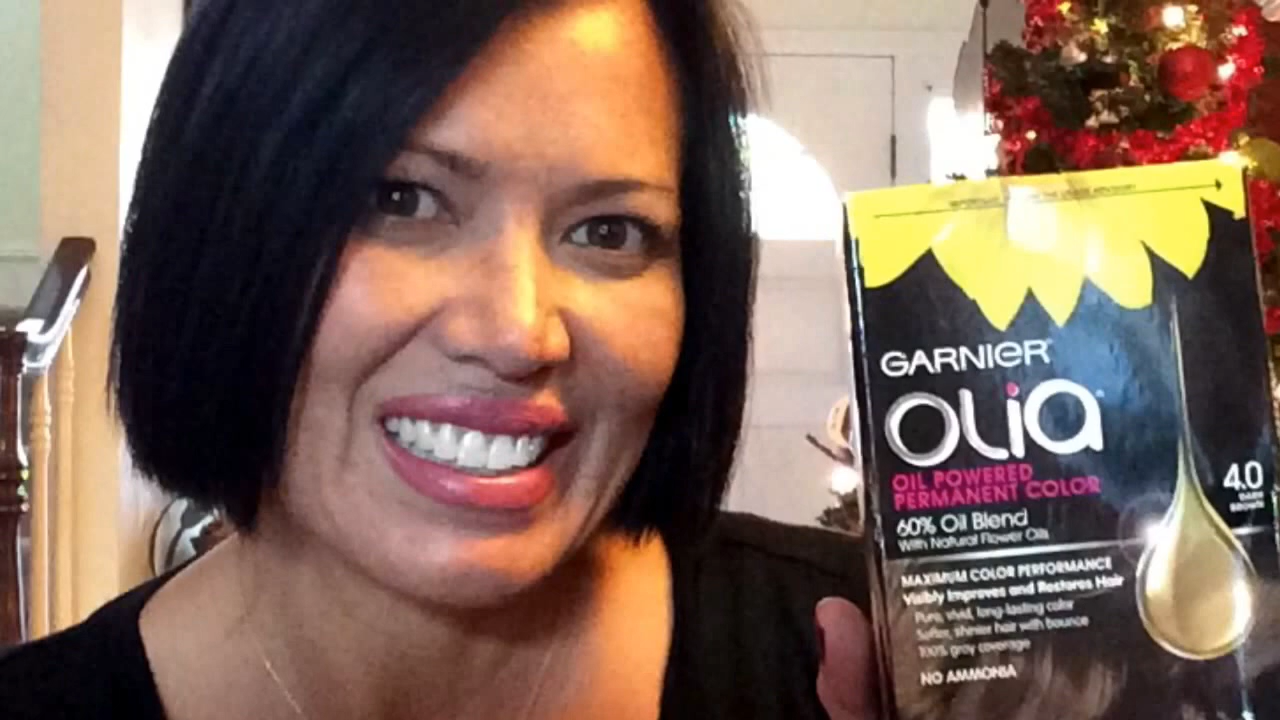 GARNIER
OLiA
OIL POWERED
PERMANENT COLOR
60% Oil Blend
With Natural Flower Oils
4.0
DARK
BROWN
MAXIMUM COLOR PERFORMANCE
Visibly Improves and Restores Hair
Pure, vivid, long-lasting color
Softer, shinier hair with bounce
100% gray coverage
NO AMMONIA